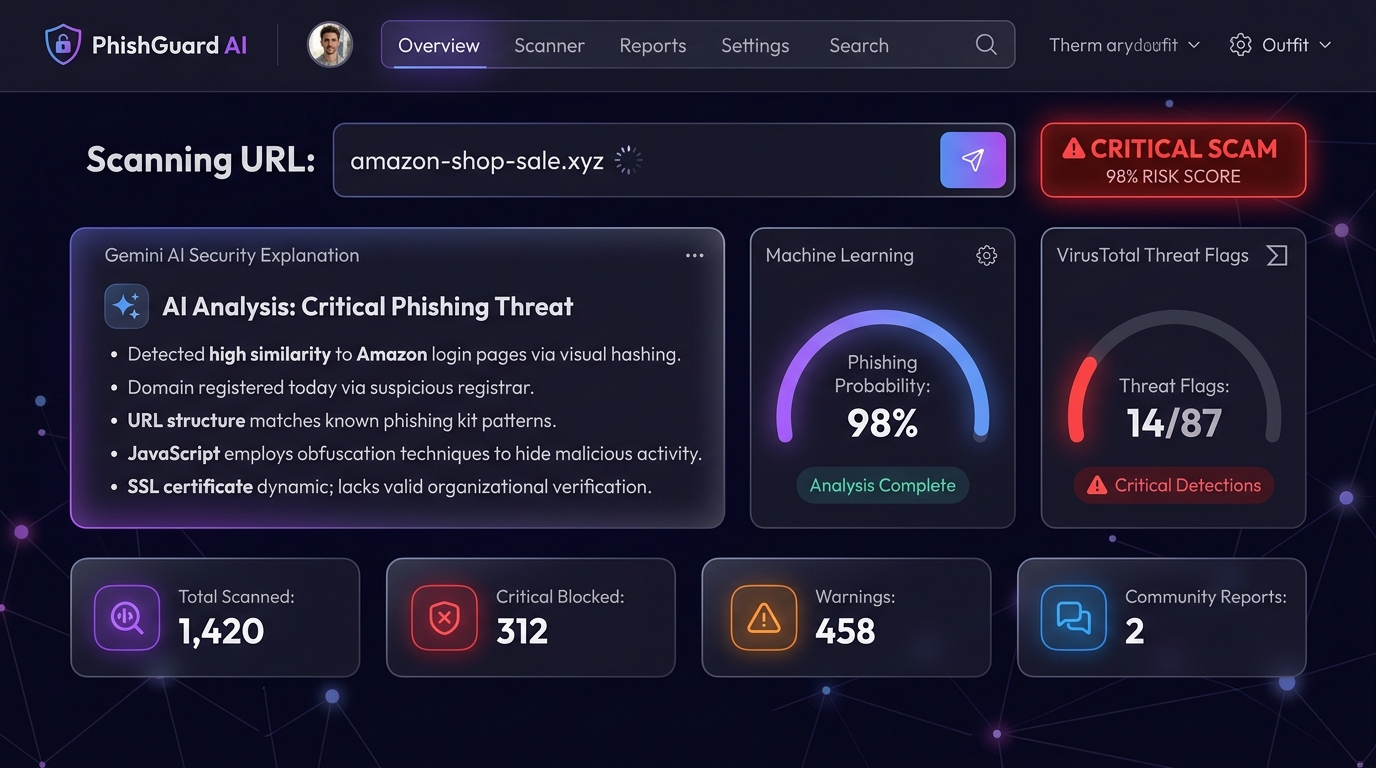 PhishGuard AI
Overview
Scanner
Reports
Settings
Search
Therm
Outfit
Scanning URL:
amazon-shop-sale.xyz
CRITICAL SCAM
98% RISK SCORE
Gemini AI Security Explanation
AI Analysis: Critical Phishing Threat
• Detected high similarity to Amazon login pages via visual hashing.
• Domain registered today via suspicious registrar.
• URL structure matches known phishing kit patterns.
• JavaScript employs obfuscation techniques to hide malicious activity.
• SSL certificate dynamic; lacks valid organizational verification.
Machine Learning
Phishing
Probability:
98%
Analysis Complete
VirusTotal Threat Flags
Threat Flags:
14/87
Critical Detections
Total Scanned:
1,420
Critical Blocked:
312
Warnings:
458
Community Reports:
2